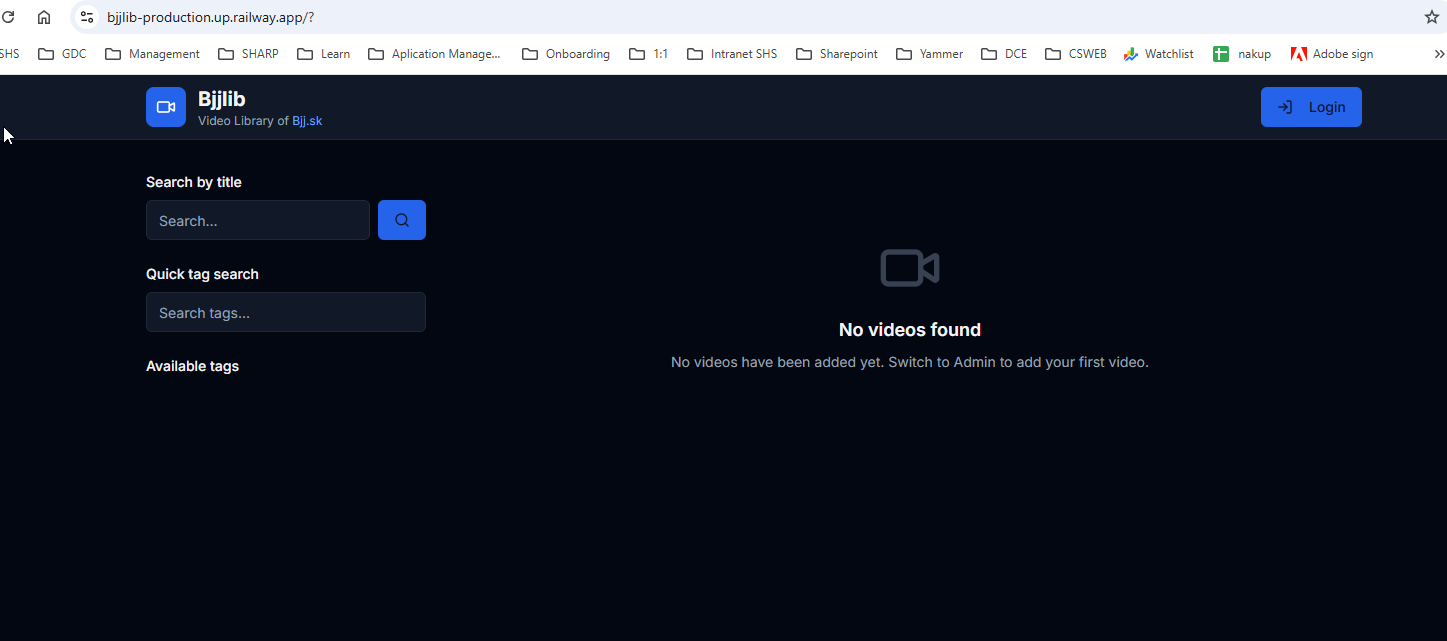 bjjlib-production.up.railway.app/?
SHS GDC Management SHARP Learn Aplication Manage... Onboarding 1:1 Intranet SHS Sharepoint Yammer DCE CSWEB Watchlist nakup Adobe sign »
Bjjlib
Video Library of Bjj.sk
Login
Search by title
Search...
Quick tag search
Search tags...
Available tags
No videos found
No videos have been added yet. Switch to Admin to add your first video.